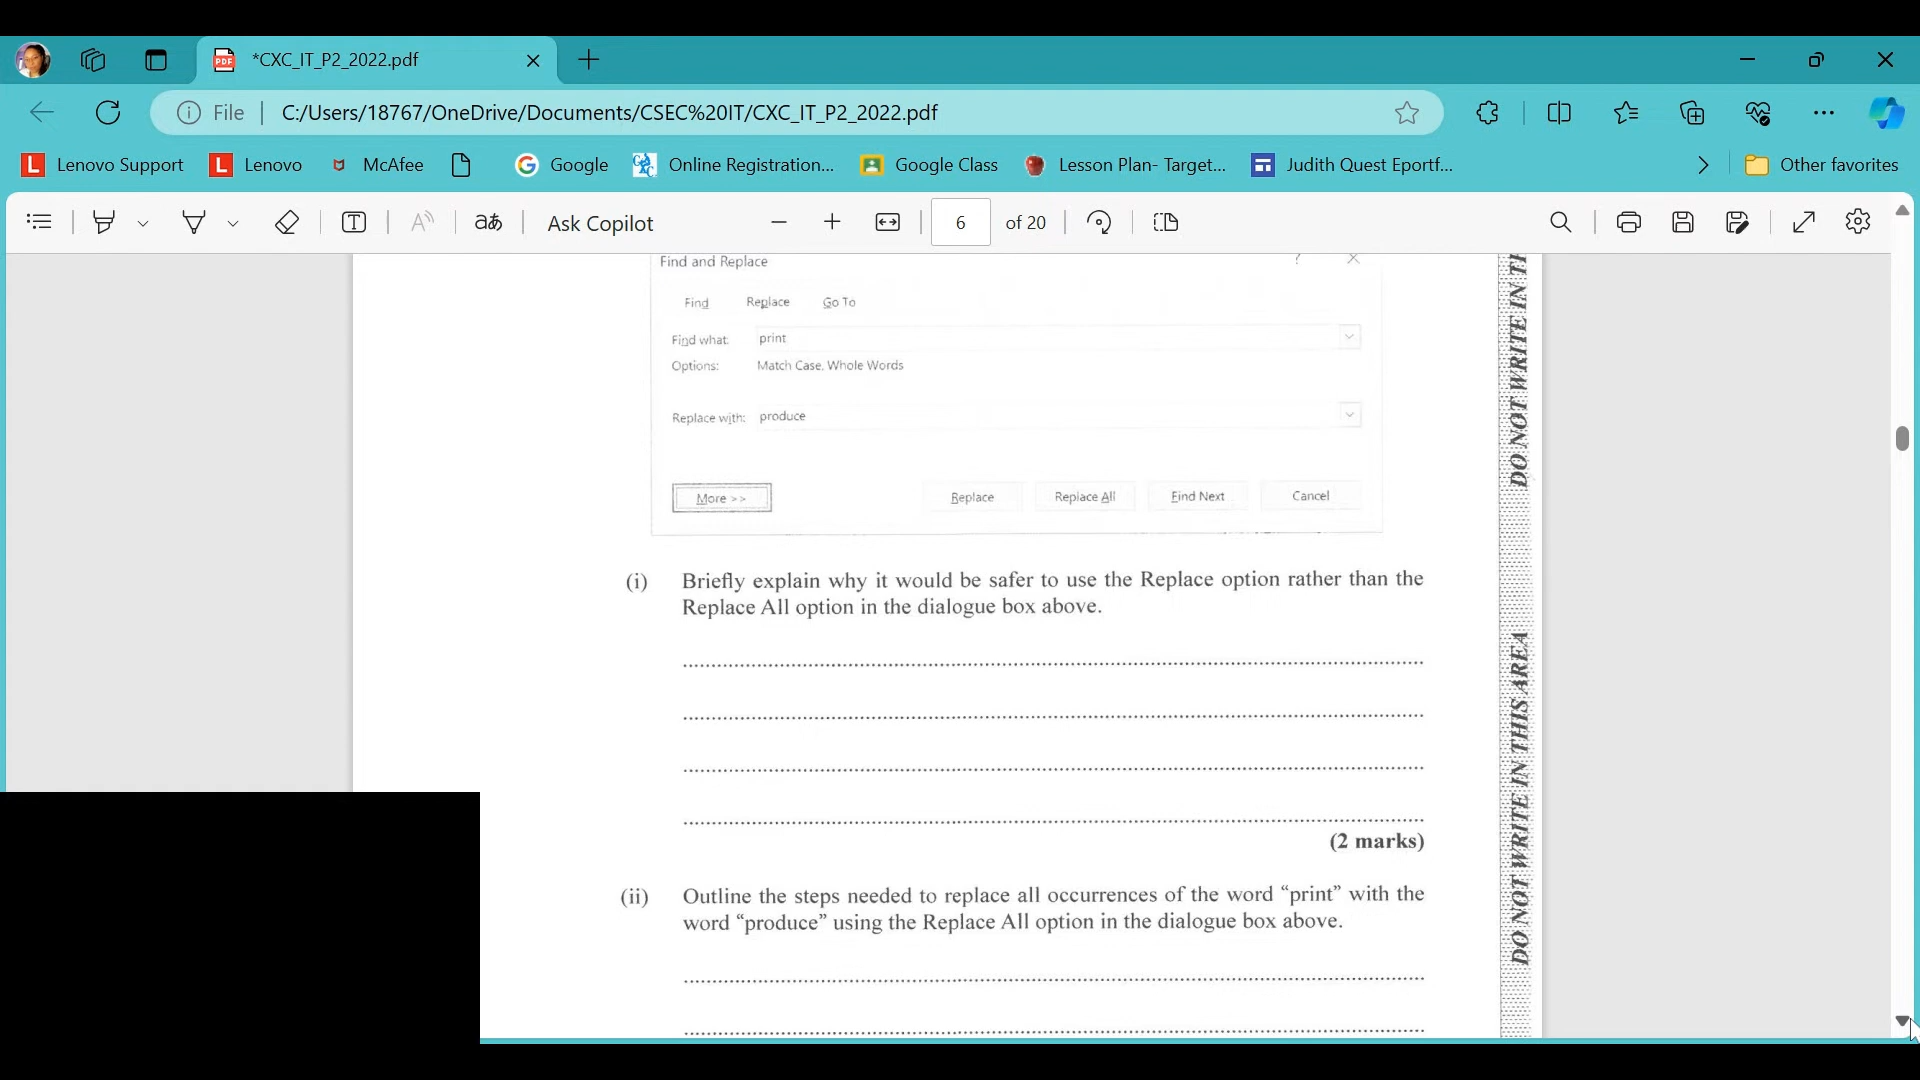 *CXC_IT_P2_2022.pdf
File
C:/Users/18767/OneDrive/Documents/CSEC%20IT/CXC_IT_P2_2022.pdf
Lenovo Support
Lenovo
McAfee
Google
Online Registration...
Google Class
Lesson Plan- Target...
Judith Quest Eportf...
Other favorites
Ask Copilot
6
of 20
Find and Replace
Find
Replace
Go To
Find what:
print
Options:
Match Case, Whole Words
Replace with:
produce
More >>
Replace
Replace All
Find Next
Cancel
(i) Briefly explain why it would be safer to use the Replace option rather than the
Replace All option in the dialogue box above.
(2 marks)
(ii) Outline the steps needed to replace all occurrences of the word “print” with the
word “produce” using the Replace All option in the dialogue box above.
DO NOT WRITE IN
DO NOT WRITE IN THIS AREA